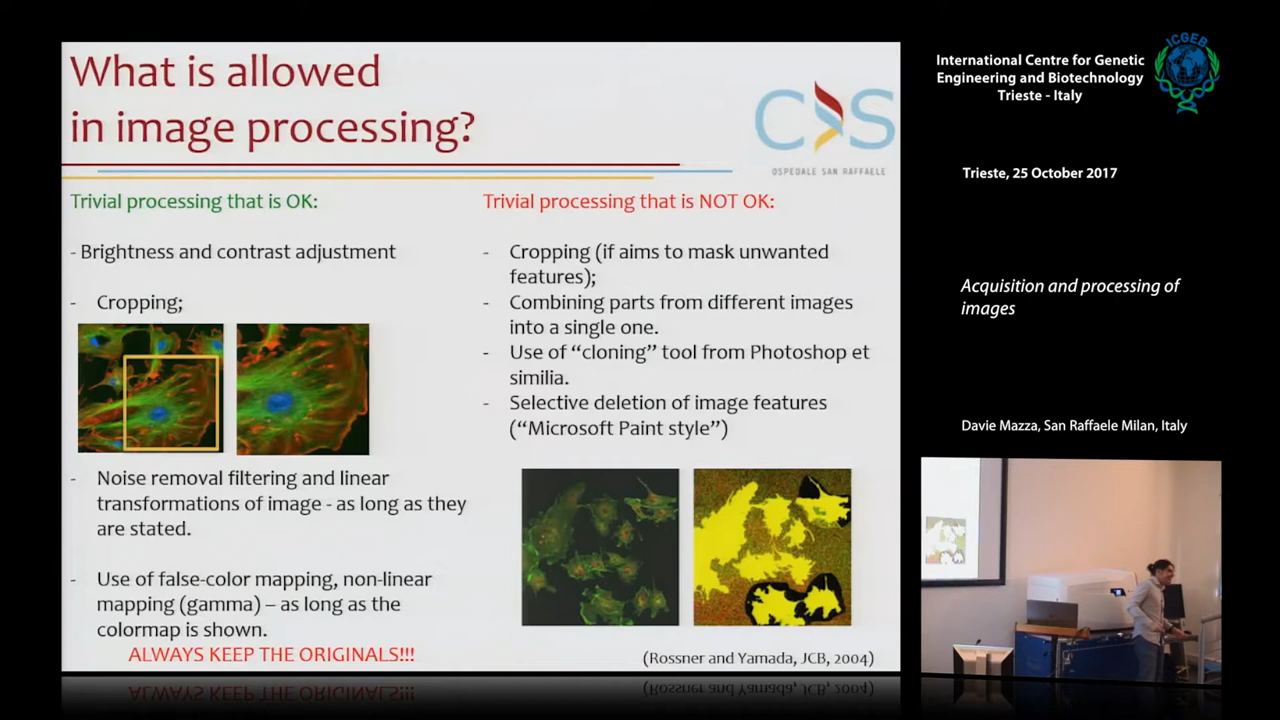 What is allowed
in image processing?
CIS
OSPEDALE SAN RAFFAELE
Trivial processing that is OK:
- Brightness and contrast adjustment
- Cropping;
- Noise removal filtering and linear
transformations of image - as long as they
are stated.
- Use of false-color mapping, non-linear
mapping (gamma) – as long as the
colormap is shown.
ALWAYS KEEP THE ORIGINALS!!!
Trivial processing that is NOT OK:
- Cropping (if aims to mask unwanted
features);
- Combining parts from different images
into a single one.
- Use of “cloning” tool from Photoshop et
similia.
- Selective deletion of image features
(“Microsoft Paint style”)
(Rossner and Yamada, JCB, 2004)
International Centre for Genetic
Engineering and Biotechnology
Trieste - Italy
ICGEB
Trieste, 25 October 2017
Acquisition and processing of
images
Davie Mazza, San Raffaele Milan, Italy